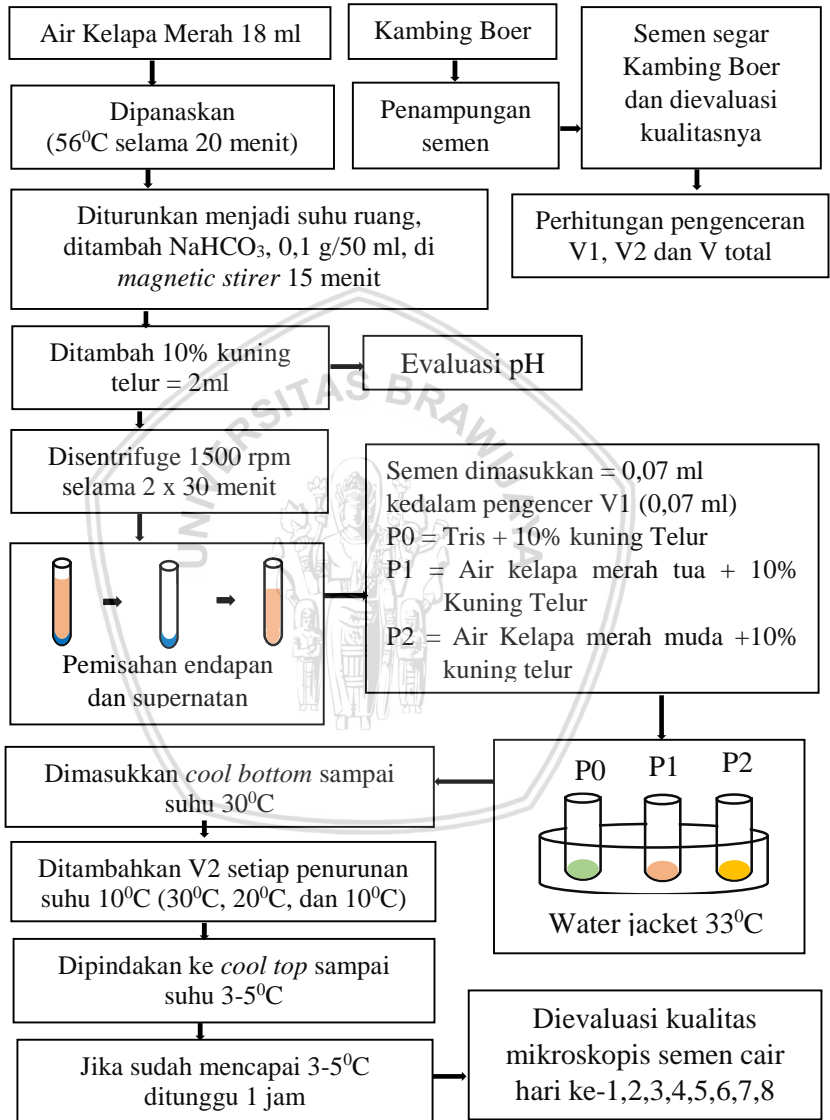 Air Kelapa Merah 18 ml
Dipanaskan
(56⁰C selama 20 menit)
Diturunkan menjadi suhu ruang,
ditambah NaHCO₃, 0,1 g/50 ml, di
magnetic stirer 15 menit
Ditambah 10% kuning
telur = 2ml
Evaluasi pH
Disentrifuge 1500 rpm
selama 2 x 30 menit
Pemisahan endapan
dan supernatan
Kambing Boer
Penampungan
semen
Semen segar
Kambing Boer
dan dievaluasi
kualitasnya
Perhitungan pengenceran
V1, V2 dan V total
Semen dimasukkan = 0,07 ml
kedalam pengencer V1 (0,07 ml)
P0 = Tris + 10% kuning Telur
P1 = Air kelapa merah tua + 10%
Kuning Telur
P2 = Air Kelapa merah muda +10%
kuning telur
P0 P1 P2
Water jacket 33⁰C
Dimasukkan cool bottom sampai
suhu 30⁰C
Ditambahkan V2 setiap penurunan
suhu 10⁰C (30⁰C, 20⁰C, dan 10⁰C)
Dipindakan ke cool top sampai
suhu 3-5⁰C
Jika sudah mencapai 3-5⁰C
ditunggu 1 jam
Dievaluasi kualitas
mikroskopis semen cair
hari ke-1,2,3,4,5,6,7,8
UNIVERSITAS BRAWIJAYA